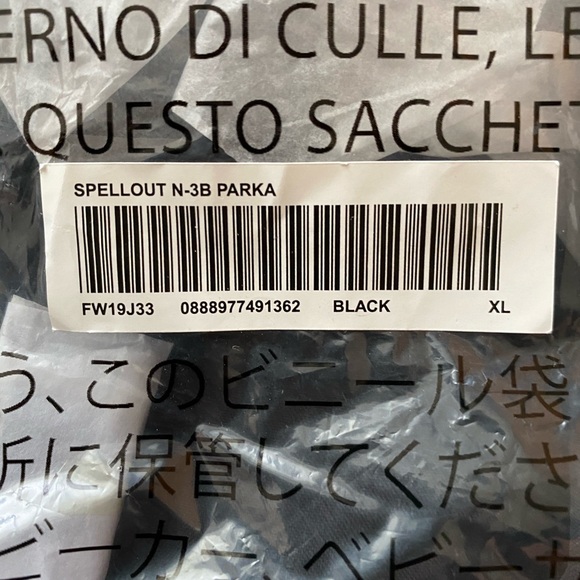 ERNO DI CULLE, LE
QUESTO SACCHET
SPELLOUT N-3B PARKA
FW19J33 0888977491362 BLACK XL
う、このビニール袋
所に保管してくださ
ビーカー、ベビーサ